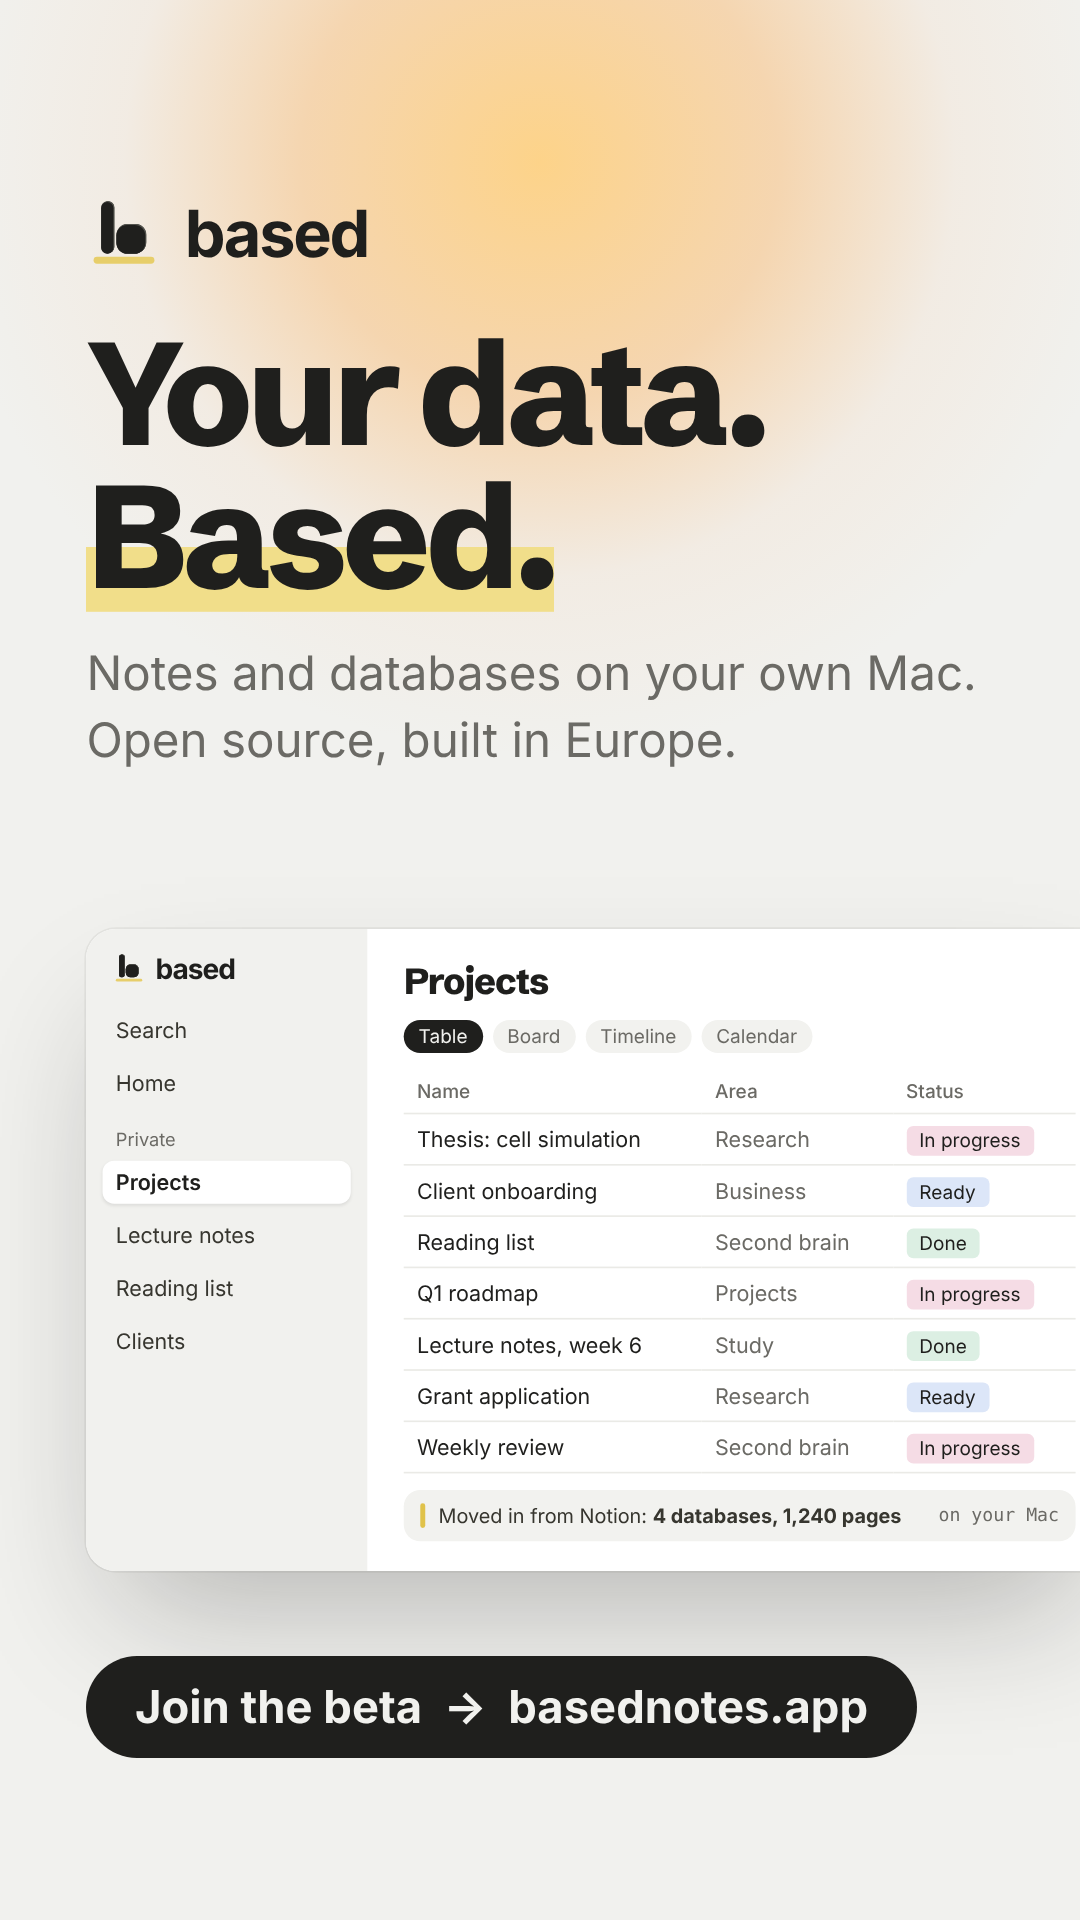 based
Your data.
Based.
Notes and databases on your own Mac.
Open source, built in Europe.
based
Search
Home
Private
Projects
Lecture notes
Reading list
Clients
Projects
Table Board Timeline Calendar
Name Area Status
Thesis: cell simulation Research In progress
Client onboarding Business Ready
Reading list Second brain Done
Q1 roadmap Projects In progress
Lecture notes, week 6 Study Done
Grant application Research Ready
Weekly review Second brain In progress
Moved in from Notion: 4 databases, 1,240 pages on your Mac
Join the beta → basednotes.app